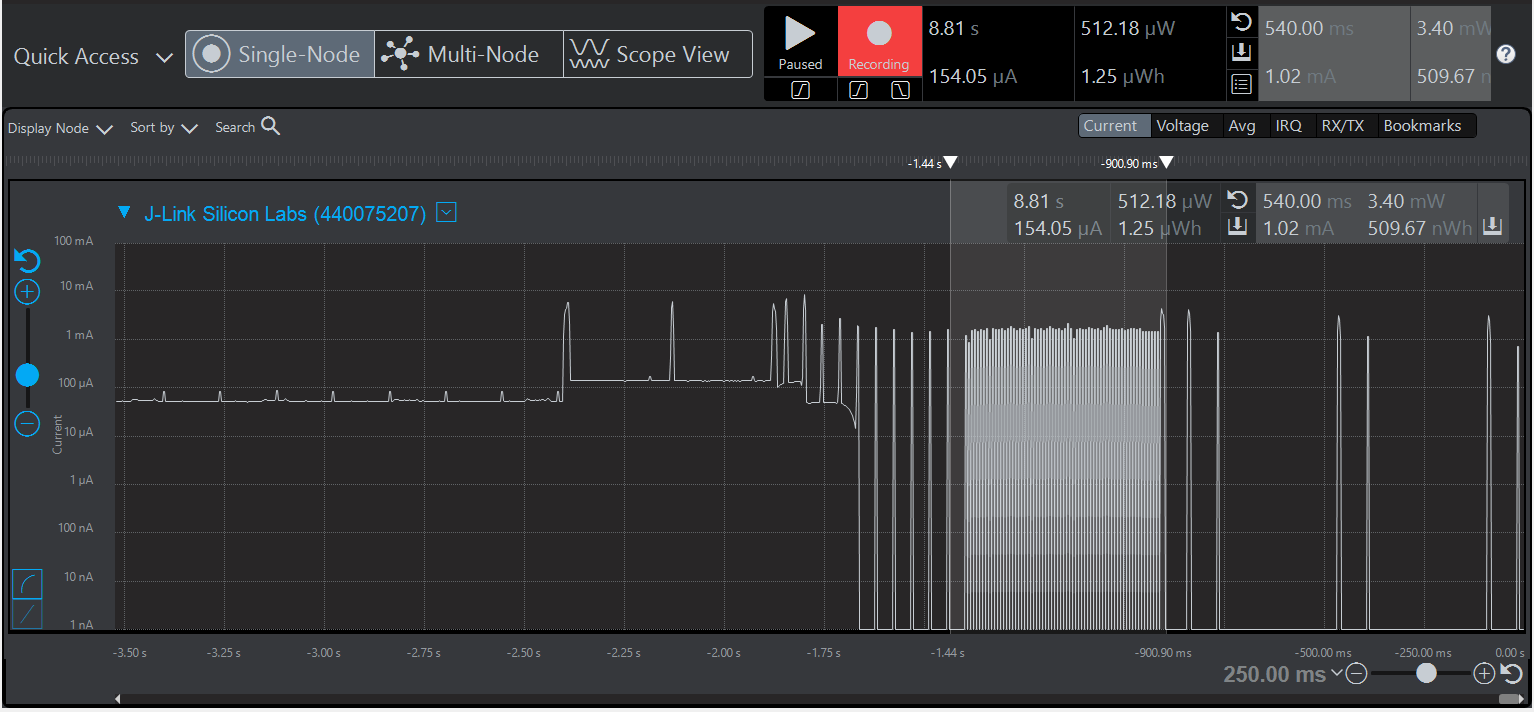 Quick Access
Single-Node
Multi-Node
Scope View
Paused
Recording
8.81 s
154.05 µA
512.18 µW
1.25 µWh
540.00 ms
1.02 mA
3.40 mW
509.67 n
?
Display Node
Sort by
Search
Current
Voltage
Avg
IRQ
RX/TX
Bookmarks
-1.44 s
-900.90 ms
J-Link Silicon Labs (440075207)
8.81 s
154.05 µA
512.18 µW
1.25 µWh
540.00 ms
1.02 mA
3.40 mW
509.67 nWh
100 mA
10 mA
1 mA
100 µA
10 µA
1 µA
100 nA
10 nA
1 nA
Current
-3.50 s
-3.25 s
-3.00 s
-2.75 s
-2.50 s
-2.25 s
-2.00 s
-1.75 s
-1.44 s
-900.90 ms
-500.00 ms
-250.00 ms
0.00 s
250.00 ms